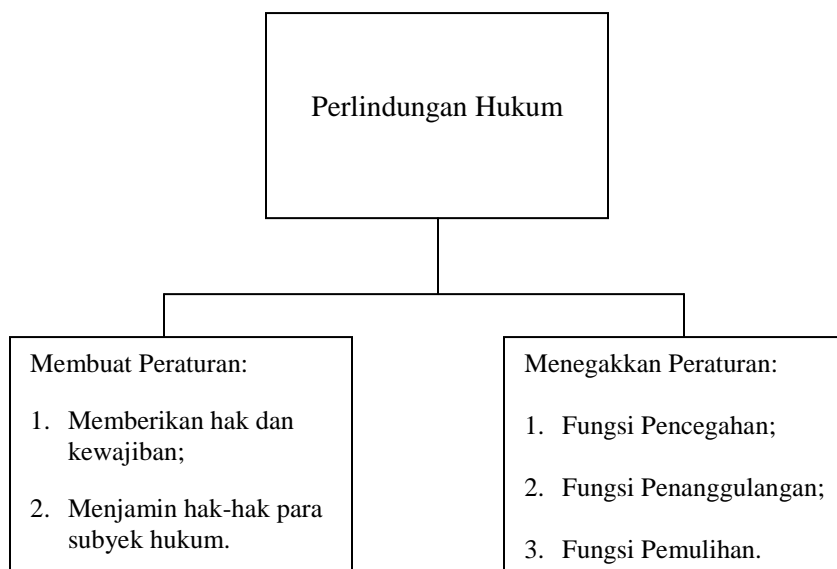 Perlindungan Hukum
Membuat Peraturan:
1. Memberikan hak dan
kewajiban;
2. Menjamin hak-hak para
subyek hukum.
Menegakkan Peraturan:
1. Fungsi Pencegahan;
2. Fungsi Penanggulangan;
3. Fungsi Pemulihan.